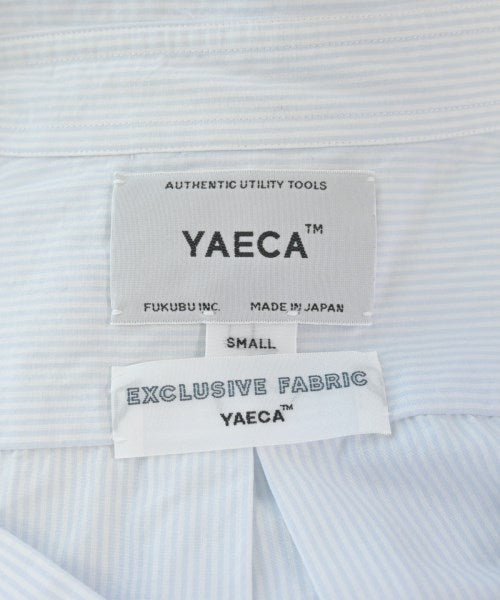 AUTHENTIC UTILITY TOOLS
YAECA™
FUKUBU INC. MADE IN JAPAN
SMALL
EXCLUSIVE FABRIC
YAECA™